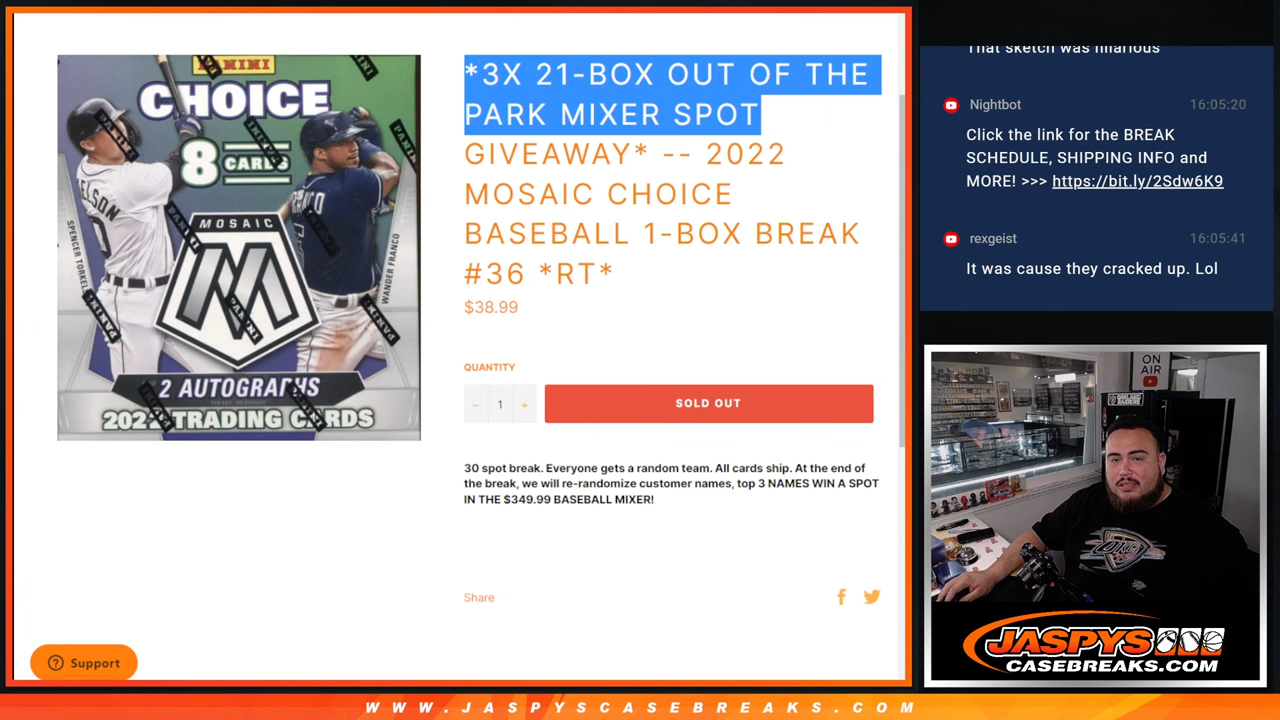 PANINI
CHOICE
8 CARDS
MOSAIC
SPENCER TORKEL
WANDER FRANCO
2 AUTOGRAPHS
2022 TRADING CARDS
*3X 21-BOX OUT OF THE
PARK MIXER SPOT
GIVEAWAY* -- 2022
MOSAIC CHOICE
BASEBALL 1-BOX BREAK
#36 *RT*
$38.99
QUANTITY
− 1 +
SOLD OUT
30 spot break. Everyone gets a random team. All cards ship. At the end of
the break, we will re-randomize customer names, top 3 NAMES WIN A SPOT
IN THE $349.99 BASEBALL MIXER!
Share
Support
That sketch was hilarious
Nightbot 16:05:20
Click the link for the BREAK
SCHEDULE, SHIPPING INFO and
MORE! >>> https://bit.ly/2Sdw6K9
rexgeist 16:05:41
It was cause they cracked up. Lol
ON
AIR
OKC
JASPYS
CASEBREAKS.COM
WWW.JASPYSCASEBREAKS.COM